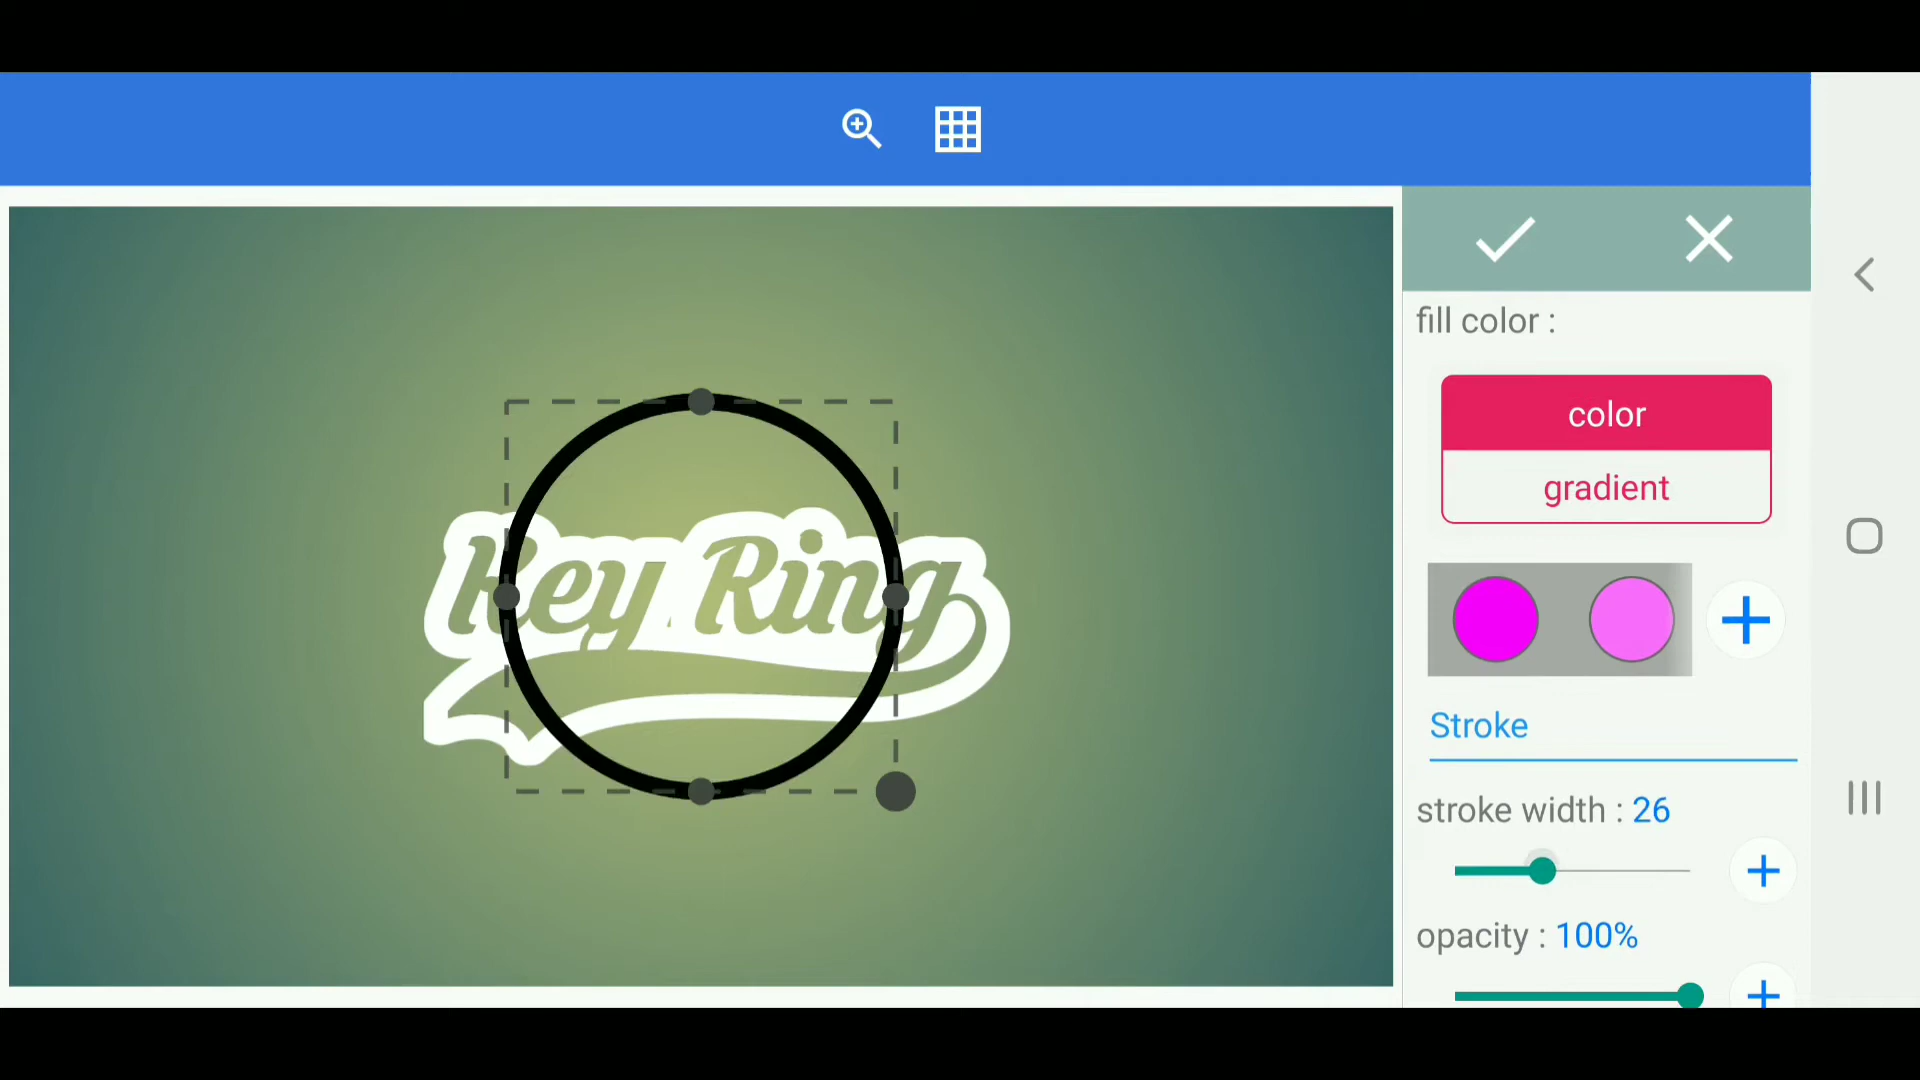 fill color :
color
gradient
Key Ring
Stroke
stroke width : 26
opacity : 100%